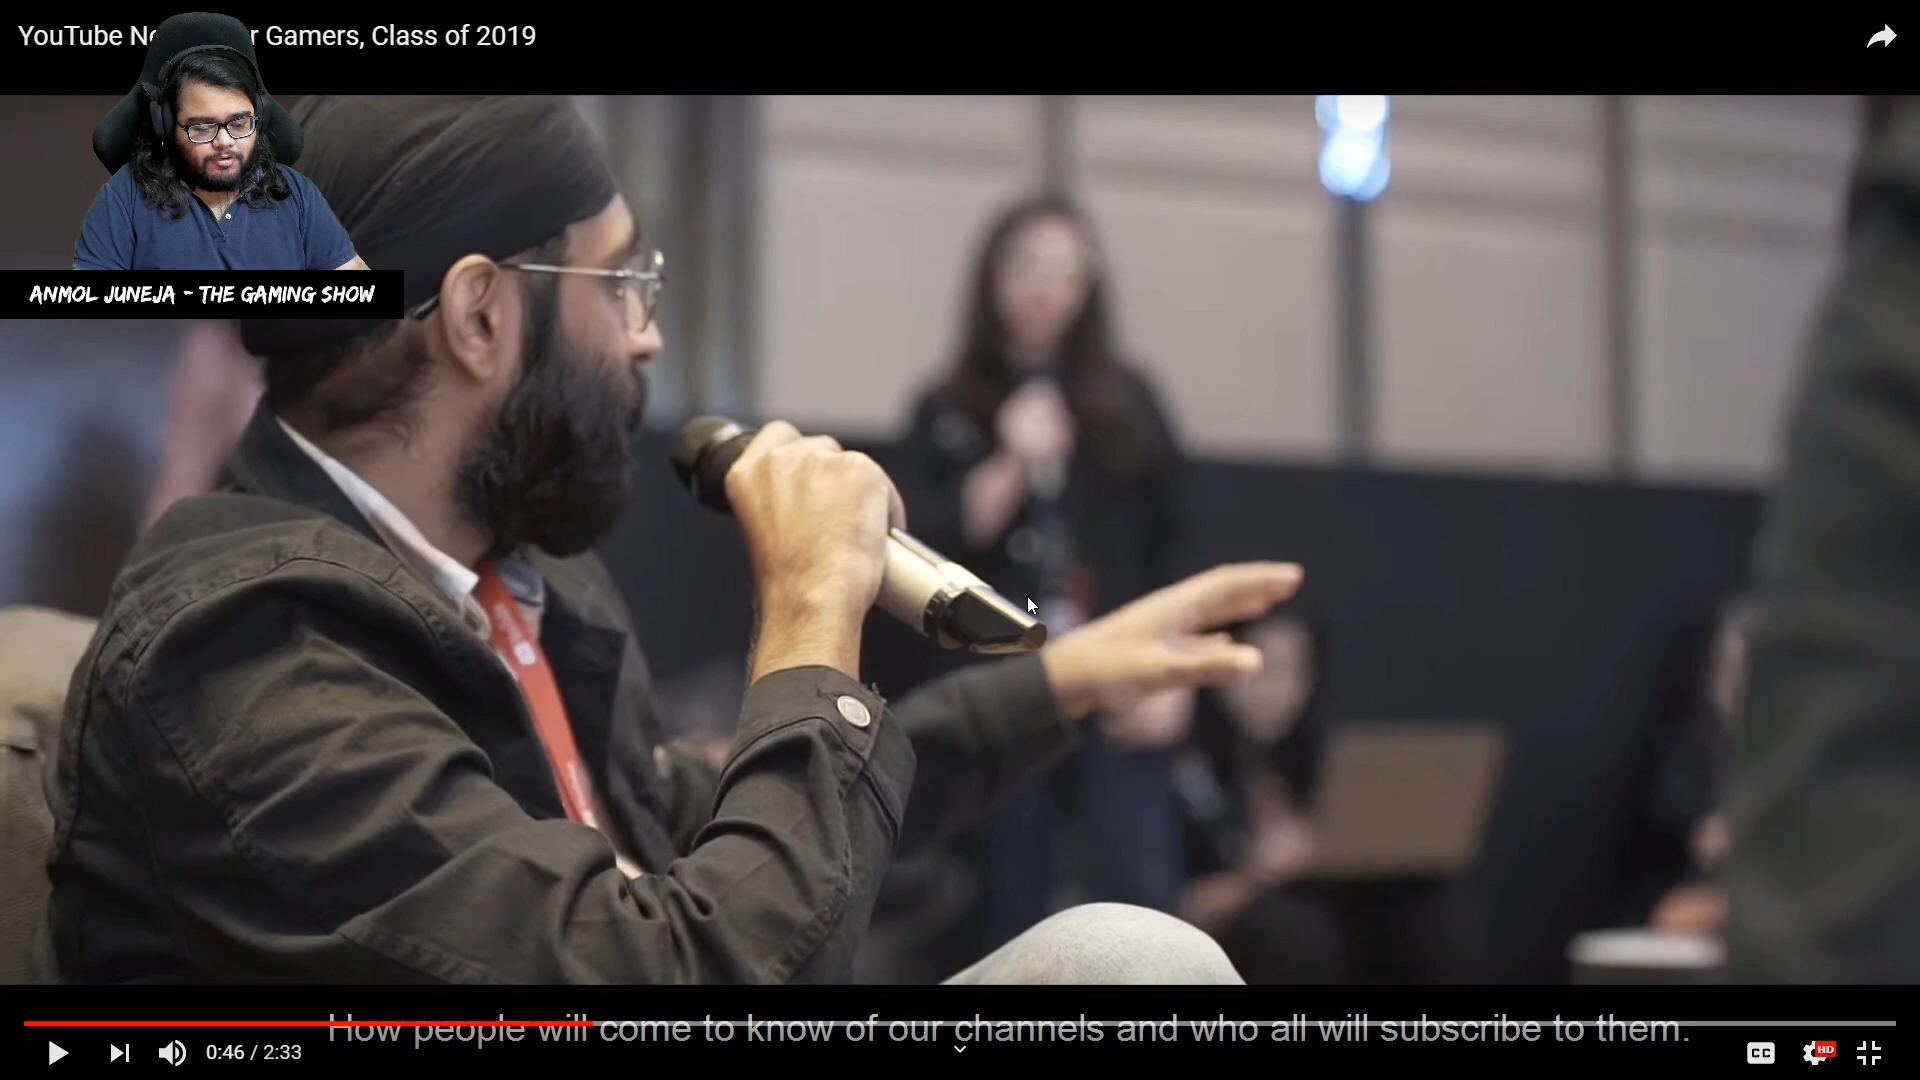 YouTube Ne r Gamers, Class of 2019
ANMOL JUNEJA - THE GAMING SHOW
How people will come to know of our channels and who all will subscribe to them.
0:46 / 2:33
CC
HD